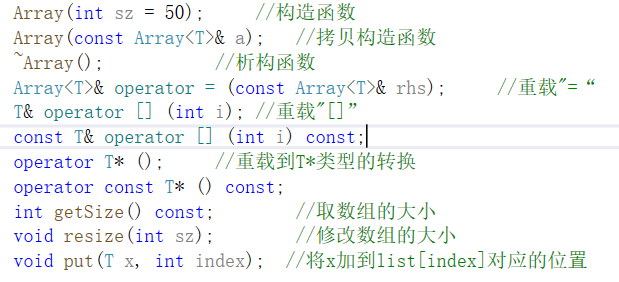 Array(int sz = 50);     //构造函数
Array(const Array<T>& a);   //拷贝构造函数
~Array();          //析构函数
Array<T>& operator = (const Array<T>& rhs);     //重载"=“
T& operator [] (int i); //重载"[]”
const T& operator [] (int i) const;
operator T* ();     //重载到T*类型的转换
operator const T* () const;
int getSize() const;        //取数组的大小
void resize(int sz);        //修改数组的大小
void put(T x, int index);  //将x加到list[index]对应的位置